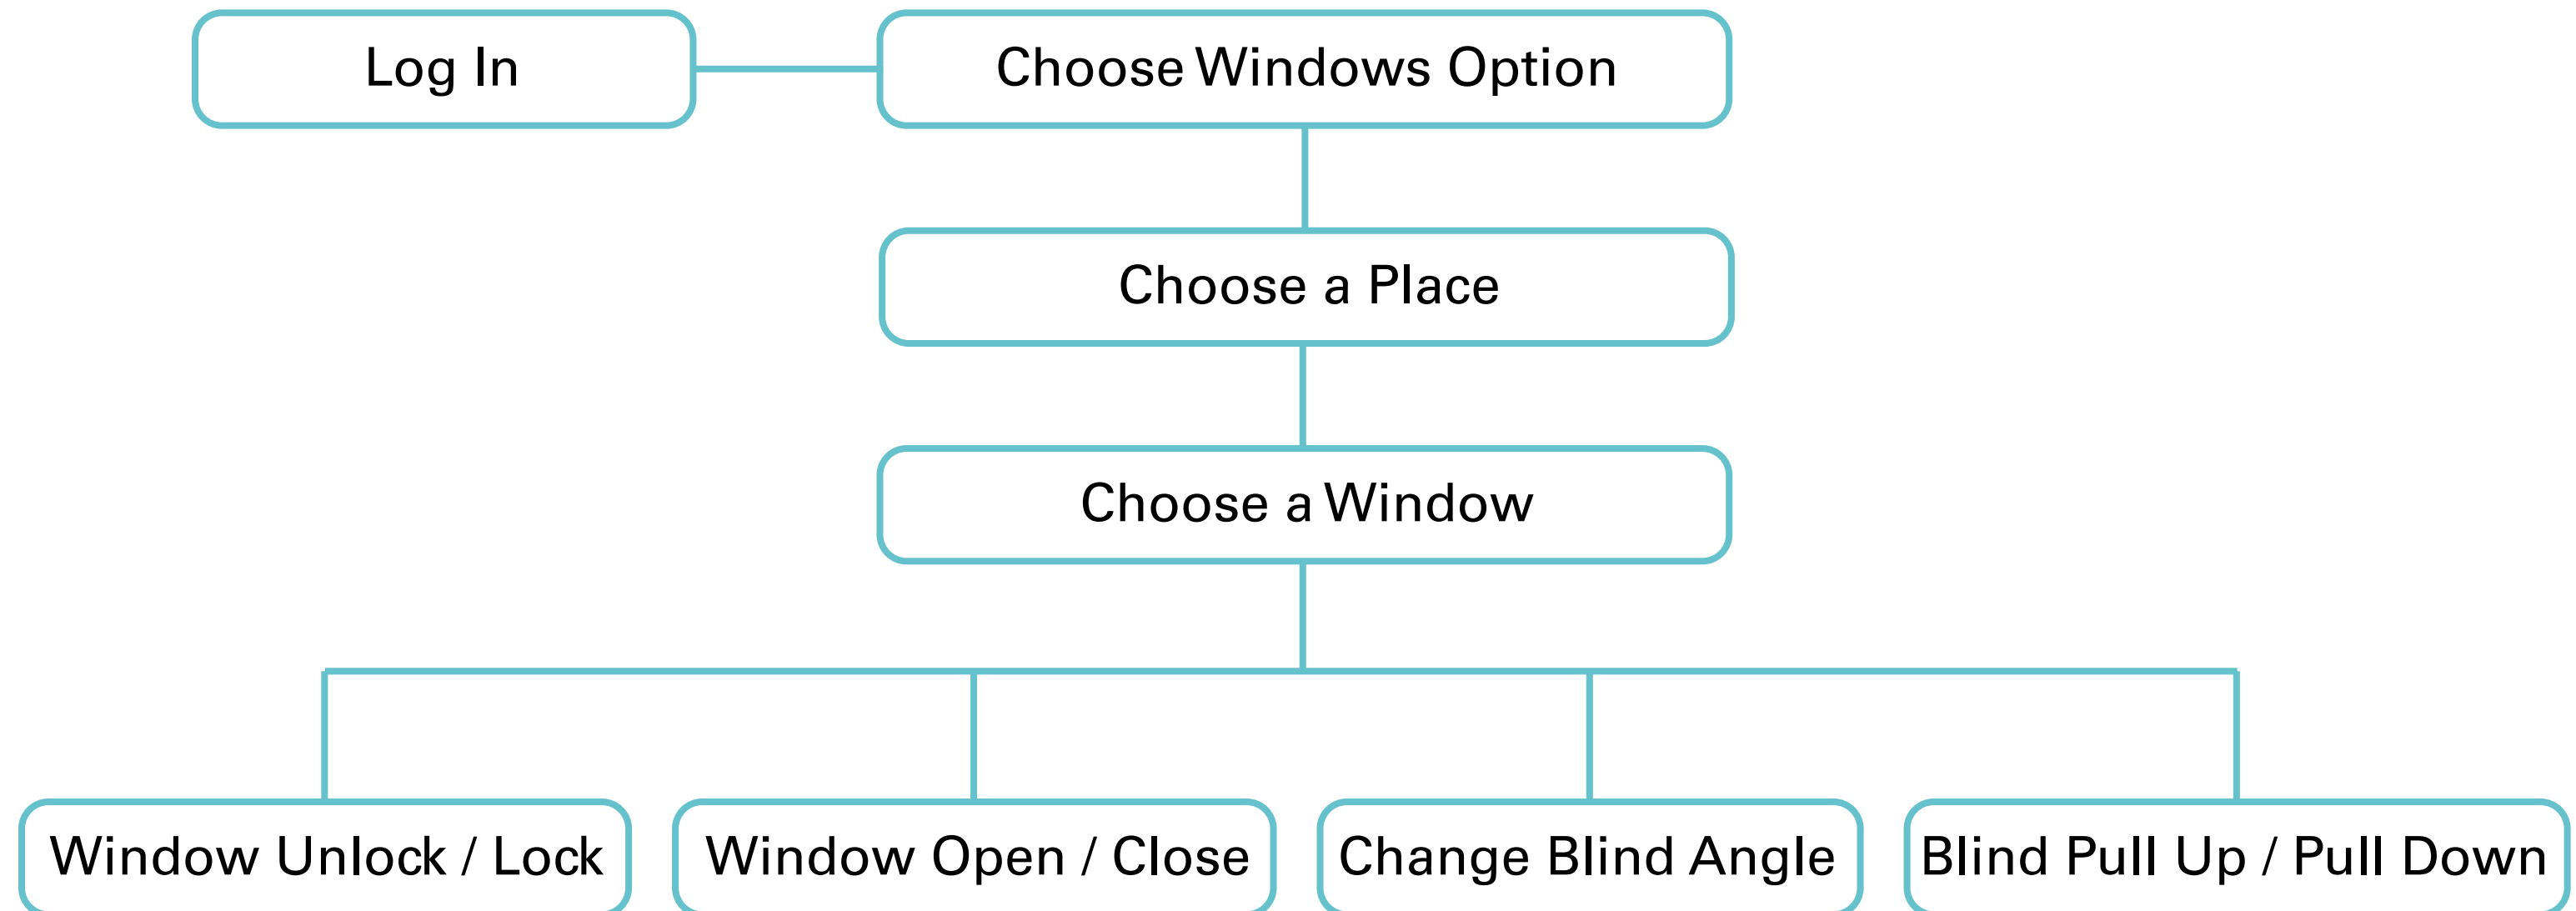 Log In
Choose Windows Option
Choose a Place
Choose a Window
Window Unlock / Lock
Window Open / Close
Change Blind Angle
Blind Pull Up / Pull Down